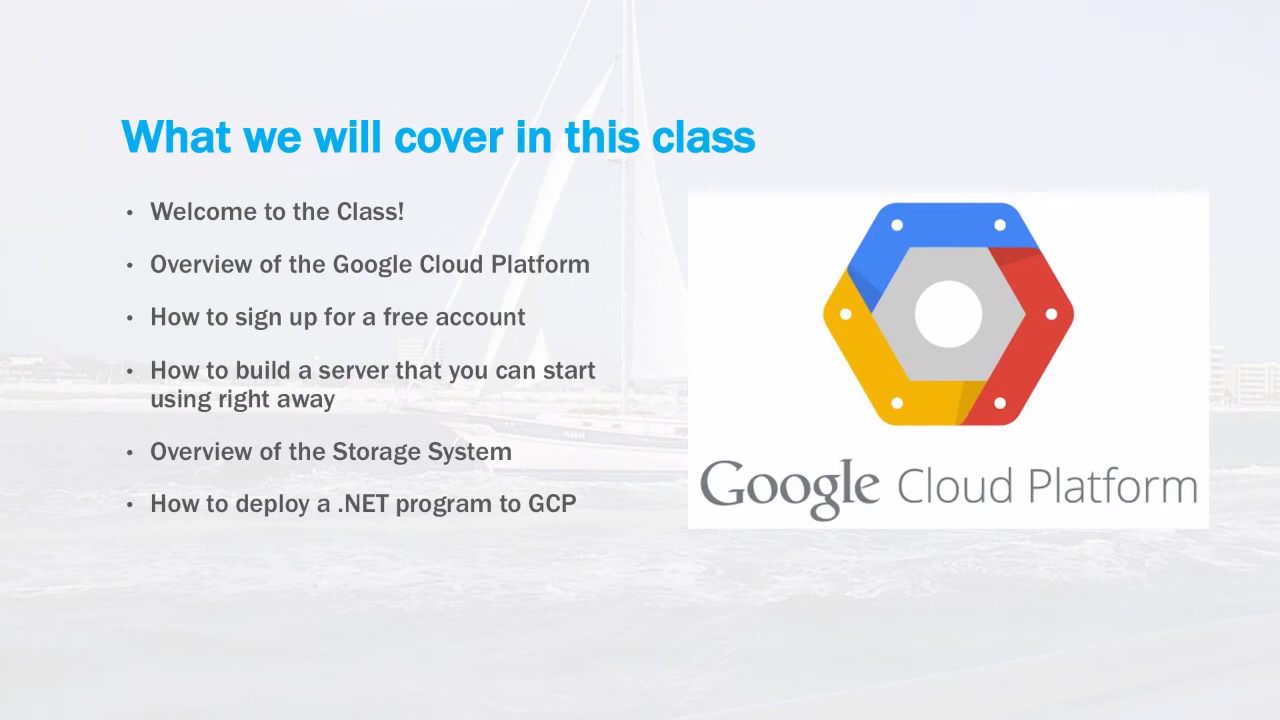 What we will cover in this class
• Welcome to the Class!
• Overview of the Google Cloud Platform
• How to sign up for a free account
• How to build a server that you can start
using right away
• Overview of the Storage System
• How to deploy a .NET program to GCP
Google Cloud Platform